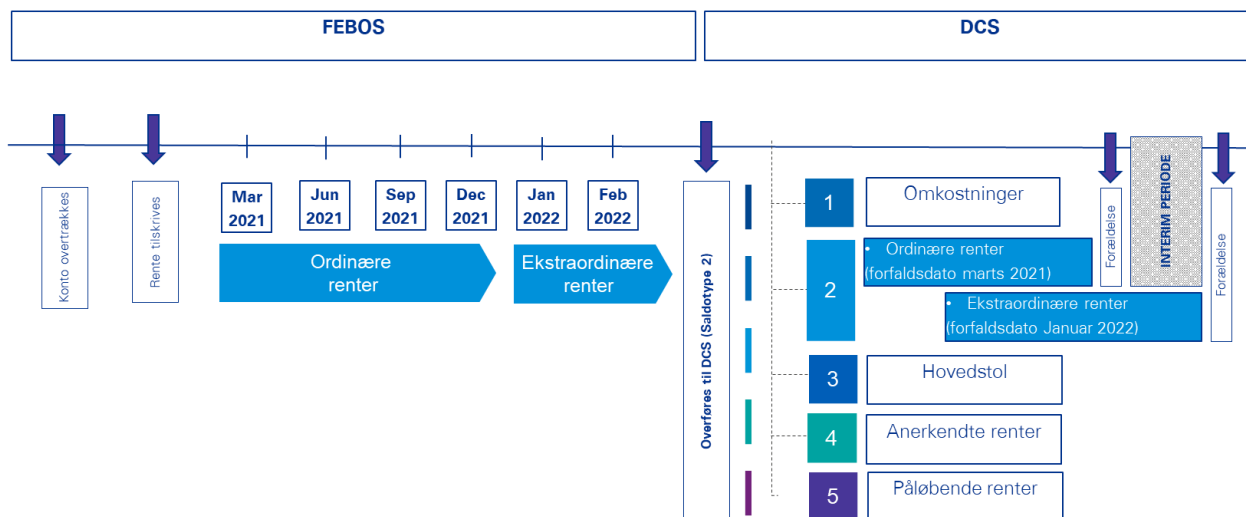 FEBOS
DCS
Konto overtrækkes
Rente tilskrives
Mar
2021
Jun
2021
Sep
2021
Dec
2021
Jan
2022
Feb
2022
Ordinære
renter
Ekstraordinære
renter
Overføres til DCS (Saldotype 2)
1
Omkostninger
2
• Ordinære renter
(forfaldsdato marts 2021)
• Ekstraordinære renter
(forfaldsdato Januar 2022)
3
Hovedstol
4
Anerkendte renter
5
Påløbende renter
Forældelse
INTERIM PERIODE
Forældelse